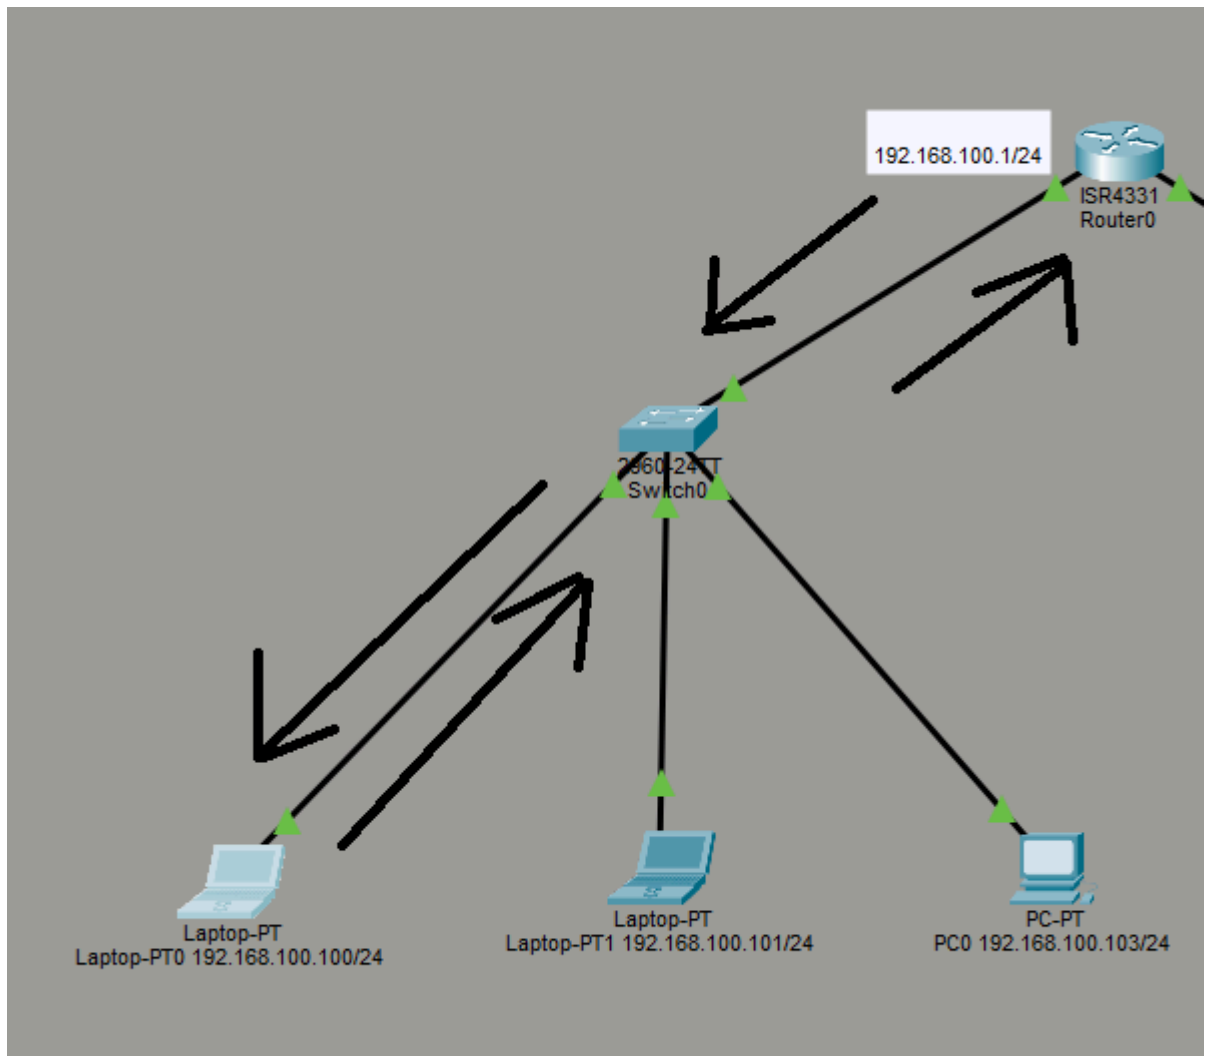 192.168.100.1/24
ISR4331
Router0
2960-24TT
Switch0
Laptop-PT
Laptop-PT0 192.168.100.100/24
Laptop-PT
Laptop-PT1 192.168.100.101/24
PC-PT
PC0 192.168.100.103/24